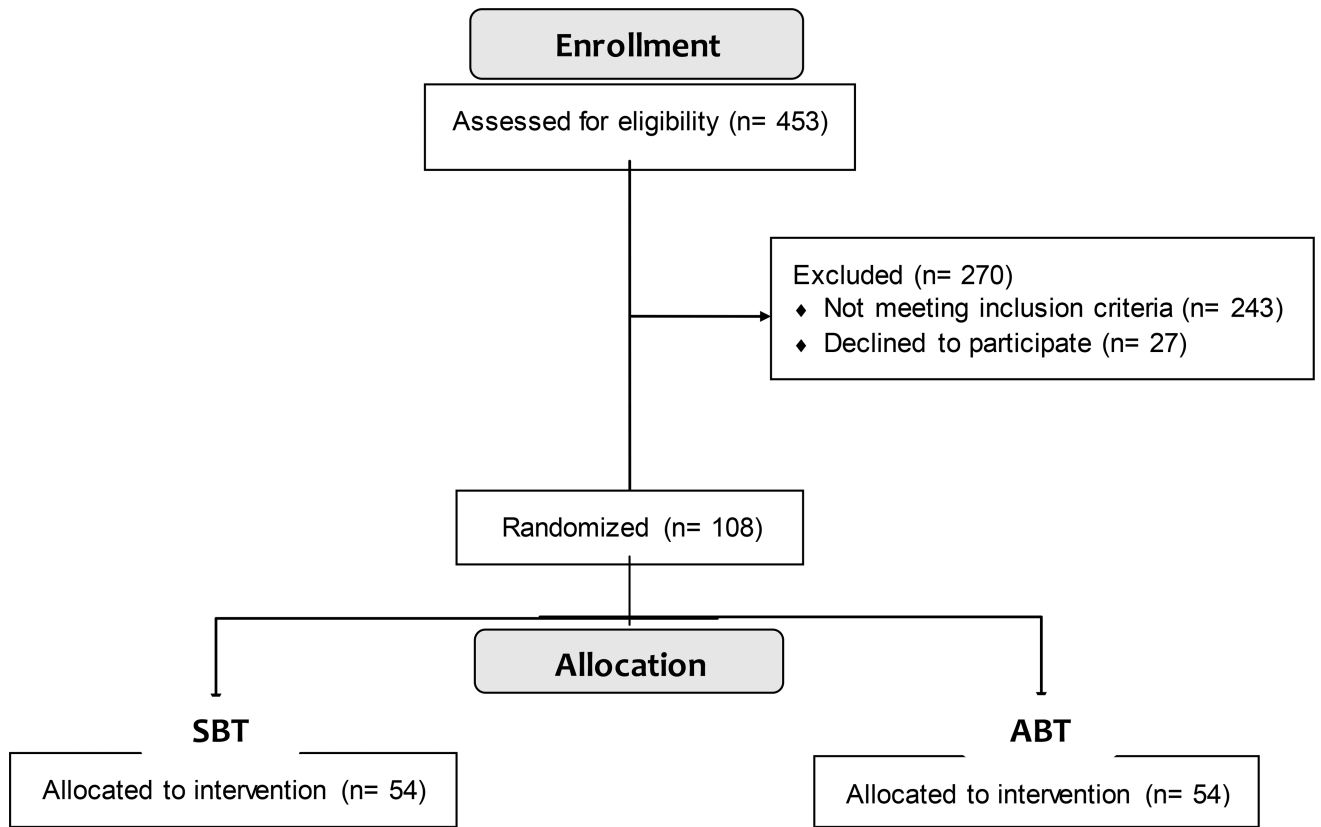 Enrollment
Assessed for eligibility (n= 453)
Excluded (n= 270)
♦ Not meeting inclusion criteria (n= 243)
♦ Declined to participate (n= 27)
Randomized (n= 108)
Allocation
SBT
Allocated to intervention (n= 54)
ABT
Allocated to intervention (n= 54)